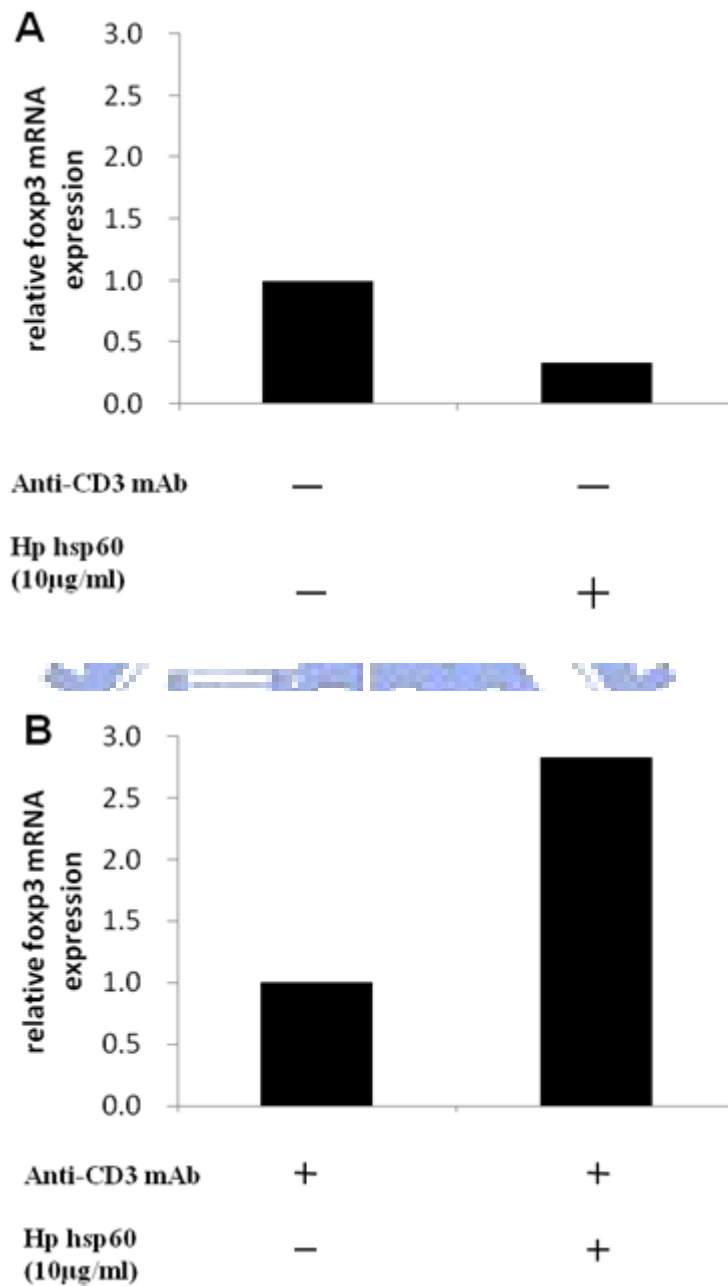 A
relative foxp3 mRNA
expression
3.0
2.5
2.0
1.5
1.0
0.5
0.0
Anti-CD3 mAb — —
Hp hsp60
(10μg/ml) — +
B
relative foxp3 mRNA
expression
3.0
2.5
2.0
1.5
1.0
0.5
0.0
Anti-CD3 mAb + +
Hp hsp60
(10μg/ml) — +